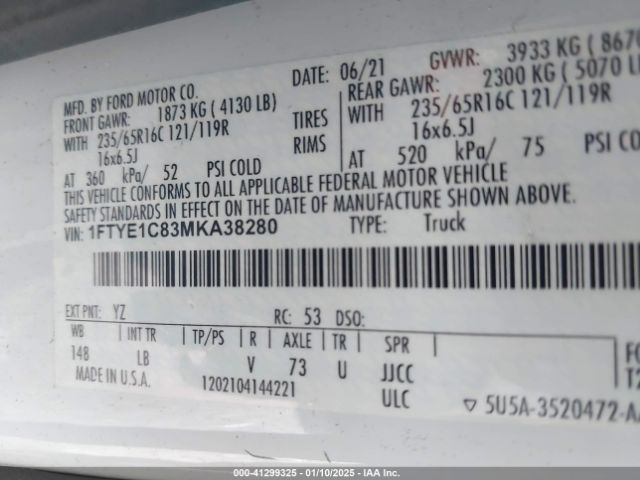 MFD. BY FORD MOTOR CO.
DATE: 06/21 GVWR: 3933 KG ( 8670
FRONT GAWR: 1873 KG ( 4130 LB)
REAR GAWR: 2300 KG ( 5070 LB
WITH 235/65R16C 121/119R TIRES WITH 235/65R16C 121/119R
16x6.5J RIMS 16x6.5J
AT 360 kPa/ 52 PSI COLD AT 520 kPa/ 75 PSI CO
THIS VEHICLE CONFORMS TO ALL APPLICABLE FEDERAL MOTOR VEHICLE
SAFETY STANDARDS IN EFFECT ON THE DATE OF MANUFACTURE SHOWN ABOVE.
VIN: 1FTYE1C83MKA38280 TYPE: Truck
EXT PNT: YZ RC: 53 DSO:
WB INT TR TP/PS R AXLE TR SPR
148 LB V 73 U JJCC
MADE IN U.S.A. 1202104144221 ULC
▽ 5U5A-3520472-A
000-41299325 - 01/10/2025 - IAA Inc.